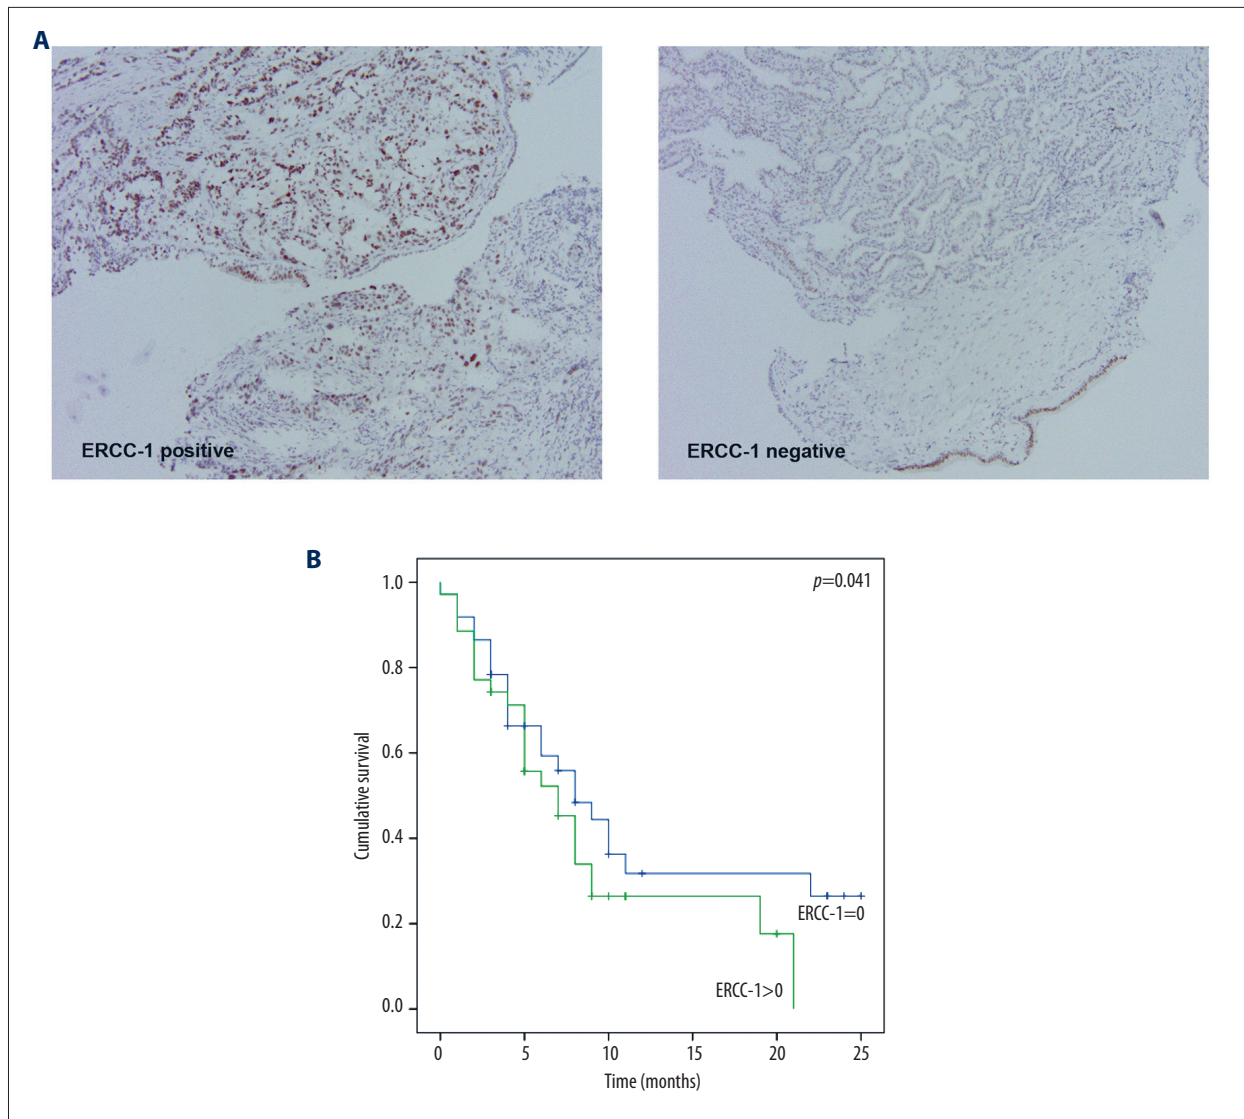 A
ERCC-1 positive
ERCC-1 negative
B
p=0.041
1.0
0.8
0.6
0.4
0.2
0.0
Cumulative survival
ERCC-1=0
ERCC-1>0
0 5 10 15 20 25
Time (months)